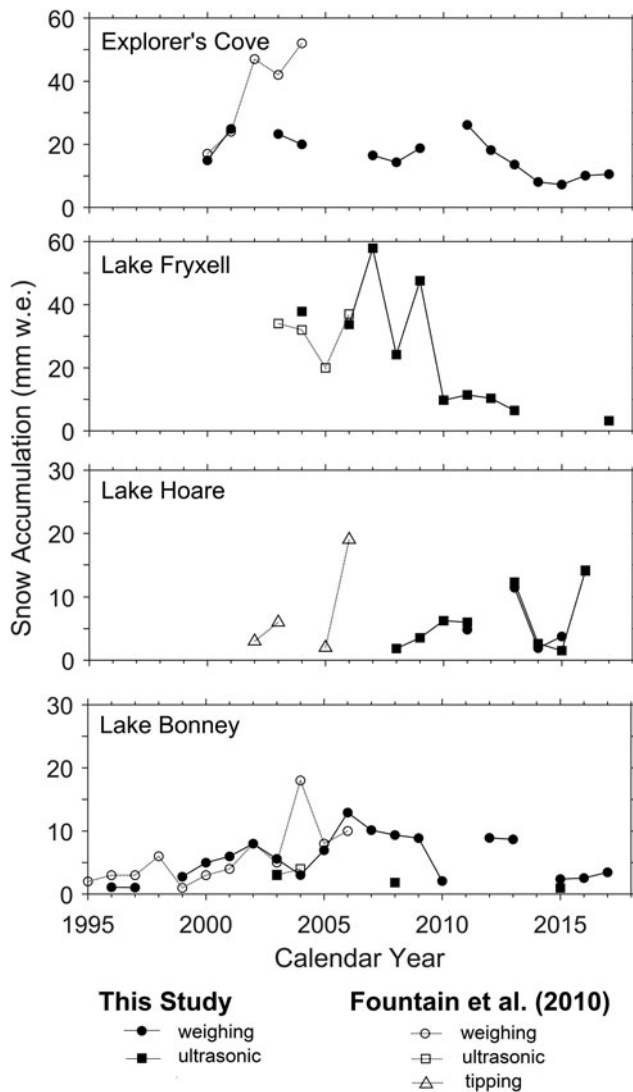 60
Explorer's Cove
40
20
0
60
Lake Fryxell
40
20
0
Snow Accumulation (mm w.e.)
30
Lake Hoare
20
10
0
30
Lake Bonney
20
10
0
1995 2000 2005 2010 2015
Calendar Year
This Study
weighing
ultrasonic
Fountain et al. (2010)
weighing
ultrasonic
tipping